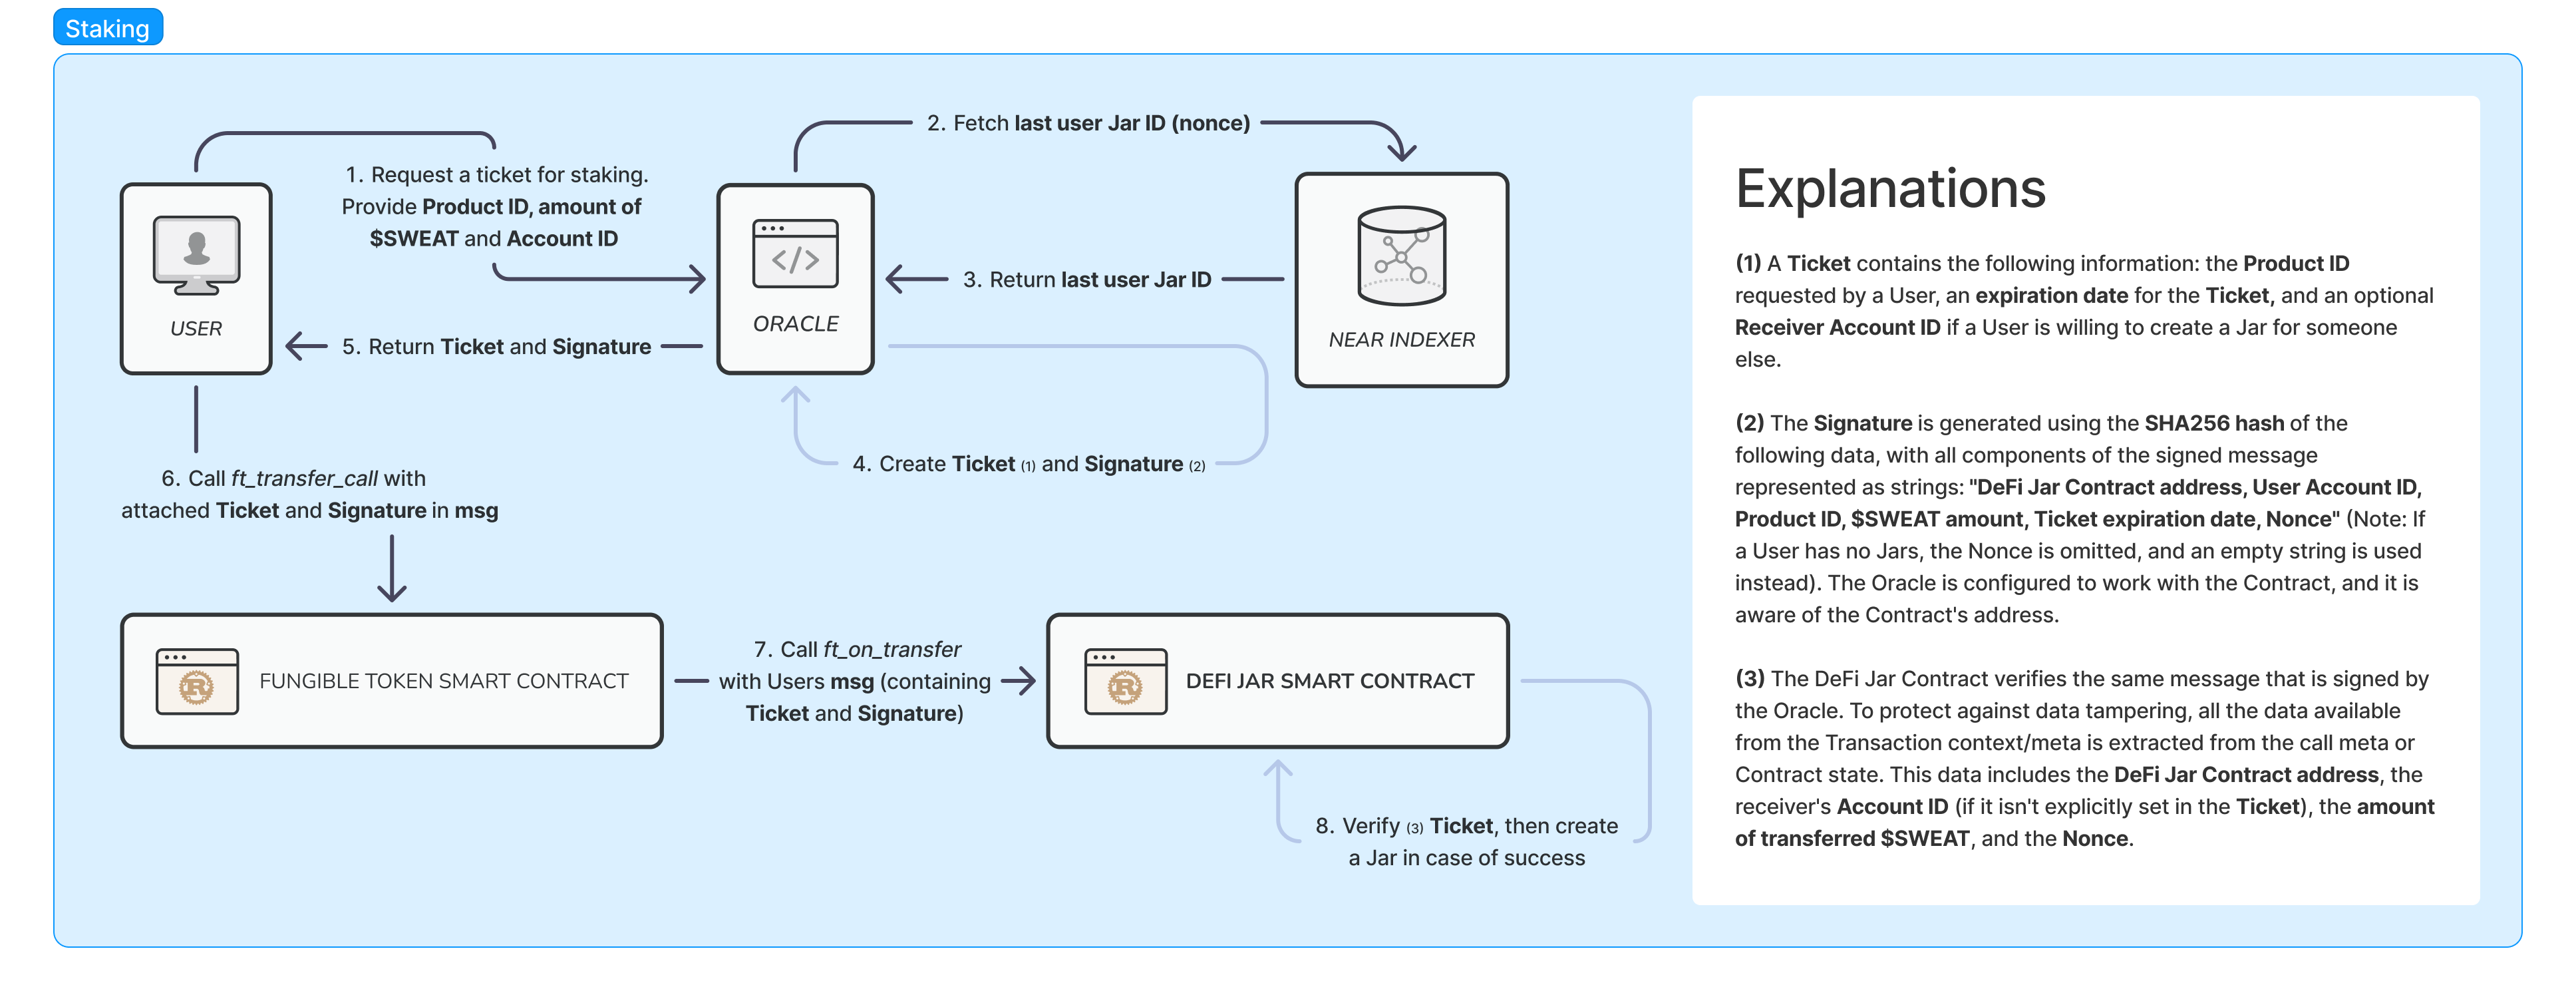 Staking
1. Request a ticket for staking.
Provide Product ID, amount of
$SWEAT and Account ID
2. Fetch last user Jar ID (nonce)
USER
ORACLE
NEAR INDEXER
3. Return last user Jar ID
5. Return Ticket and Signature
4. Create Ticket (1) and Signature (2)
6. Call ft_transfer_call with
attached Ticket and Signature in msg
FUNGIBLE TOKEN SMART CONTRACT
7. Call ft_on_transfer
with Users msg (containing
Ticket and Signature)
DEFI JAR SMART CONTRACT
8. Verify (3) Ticket, then create
a Jar in case of success
Explanations
(1) A Ticket contains the following information: the Product ID
requested by a User, an expiration date for the Ticket, and an optional
Receiver Account ID if a User is willing to create a Jar for someone
else.
(2) The Signature is generated using the SHA256 hash of the
following data, with all components of the signed message
represented as strings: "DeFi Jar Contract address, User Account ID,
Product ID, $SWEAT amount, Ticket expiration date, Nonce" (Note: If
a User has no Jars, the Nonce is omitted, and an empty string is used
instead). The Oracle is configured to work with the Contract, and it is
aware of the Contract's address.
(3) The DeFi Jar Contract verifies the same message that is signed by
the Oracle. To protect against data tampering, all the data available
from the Transaction context/meta is extracted from the call meta or
Contract state. This data includes the DeFi Jar Contract address, the
receiver's Account ID (if it isn't explicitly set in the Ticket), the amount
of transferred $SWEAT, and the Nonce.